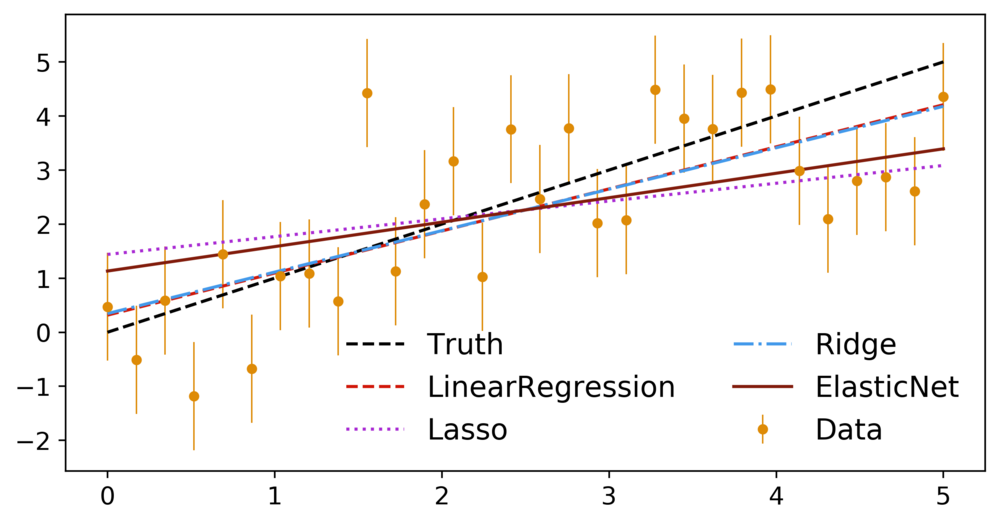 5
4
3
2
1
0
−1
−2
Truth
LinearRegression
Lasso
Ridge
ElasticNet
Data
0 1 2 3 4 5